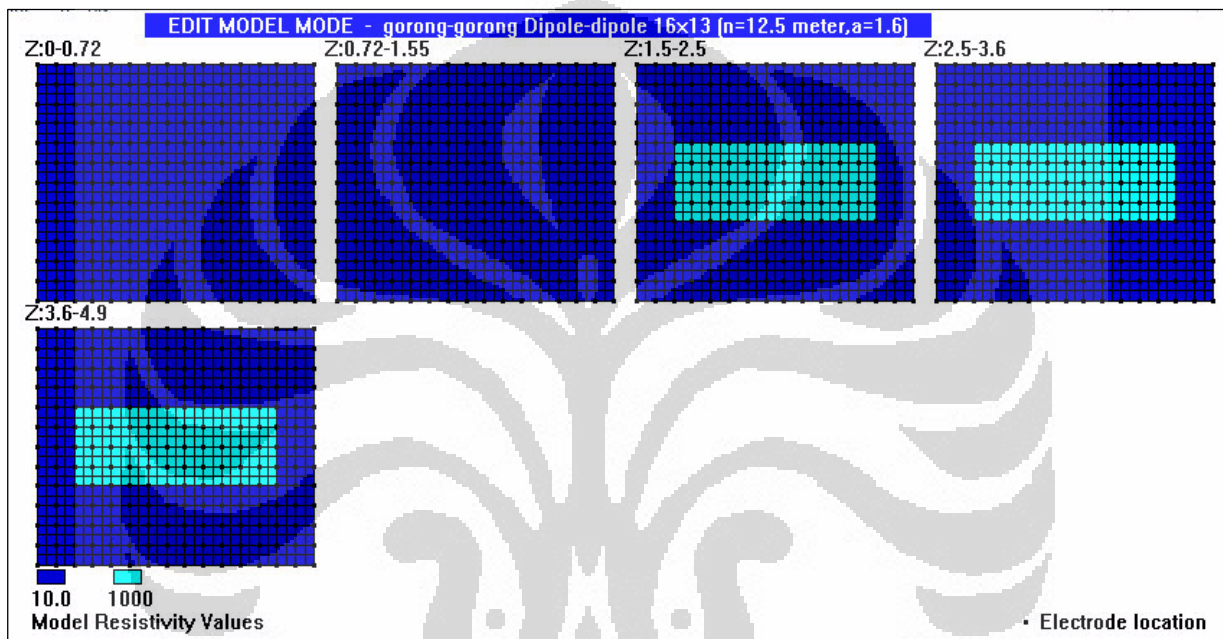 EDIT MODEL MODE - gorong-gorong Dipole-dipole 16x13 (n=12.5 meter,a=1.6)
Z:0-0.72
Z:0.72-1.55
Z:1.5-2.5
Z:2.5-3.6
Z:3.6-4.9
10.0 1000
Model Resistivity Values
Electrode location